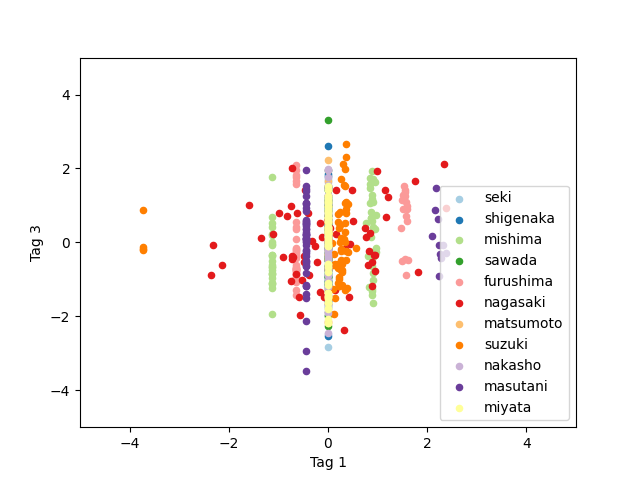 4
2
0
−2
−4
Tag 3
−4
−2
0
2
4
Tag 1
seki
shigenaka
mishima
sawada
furushima
nagasaki
matsumoto
suzuki
nakasho
masutani
miyata